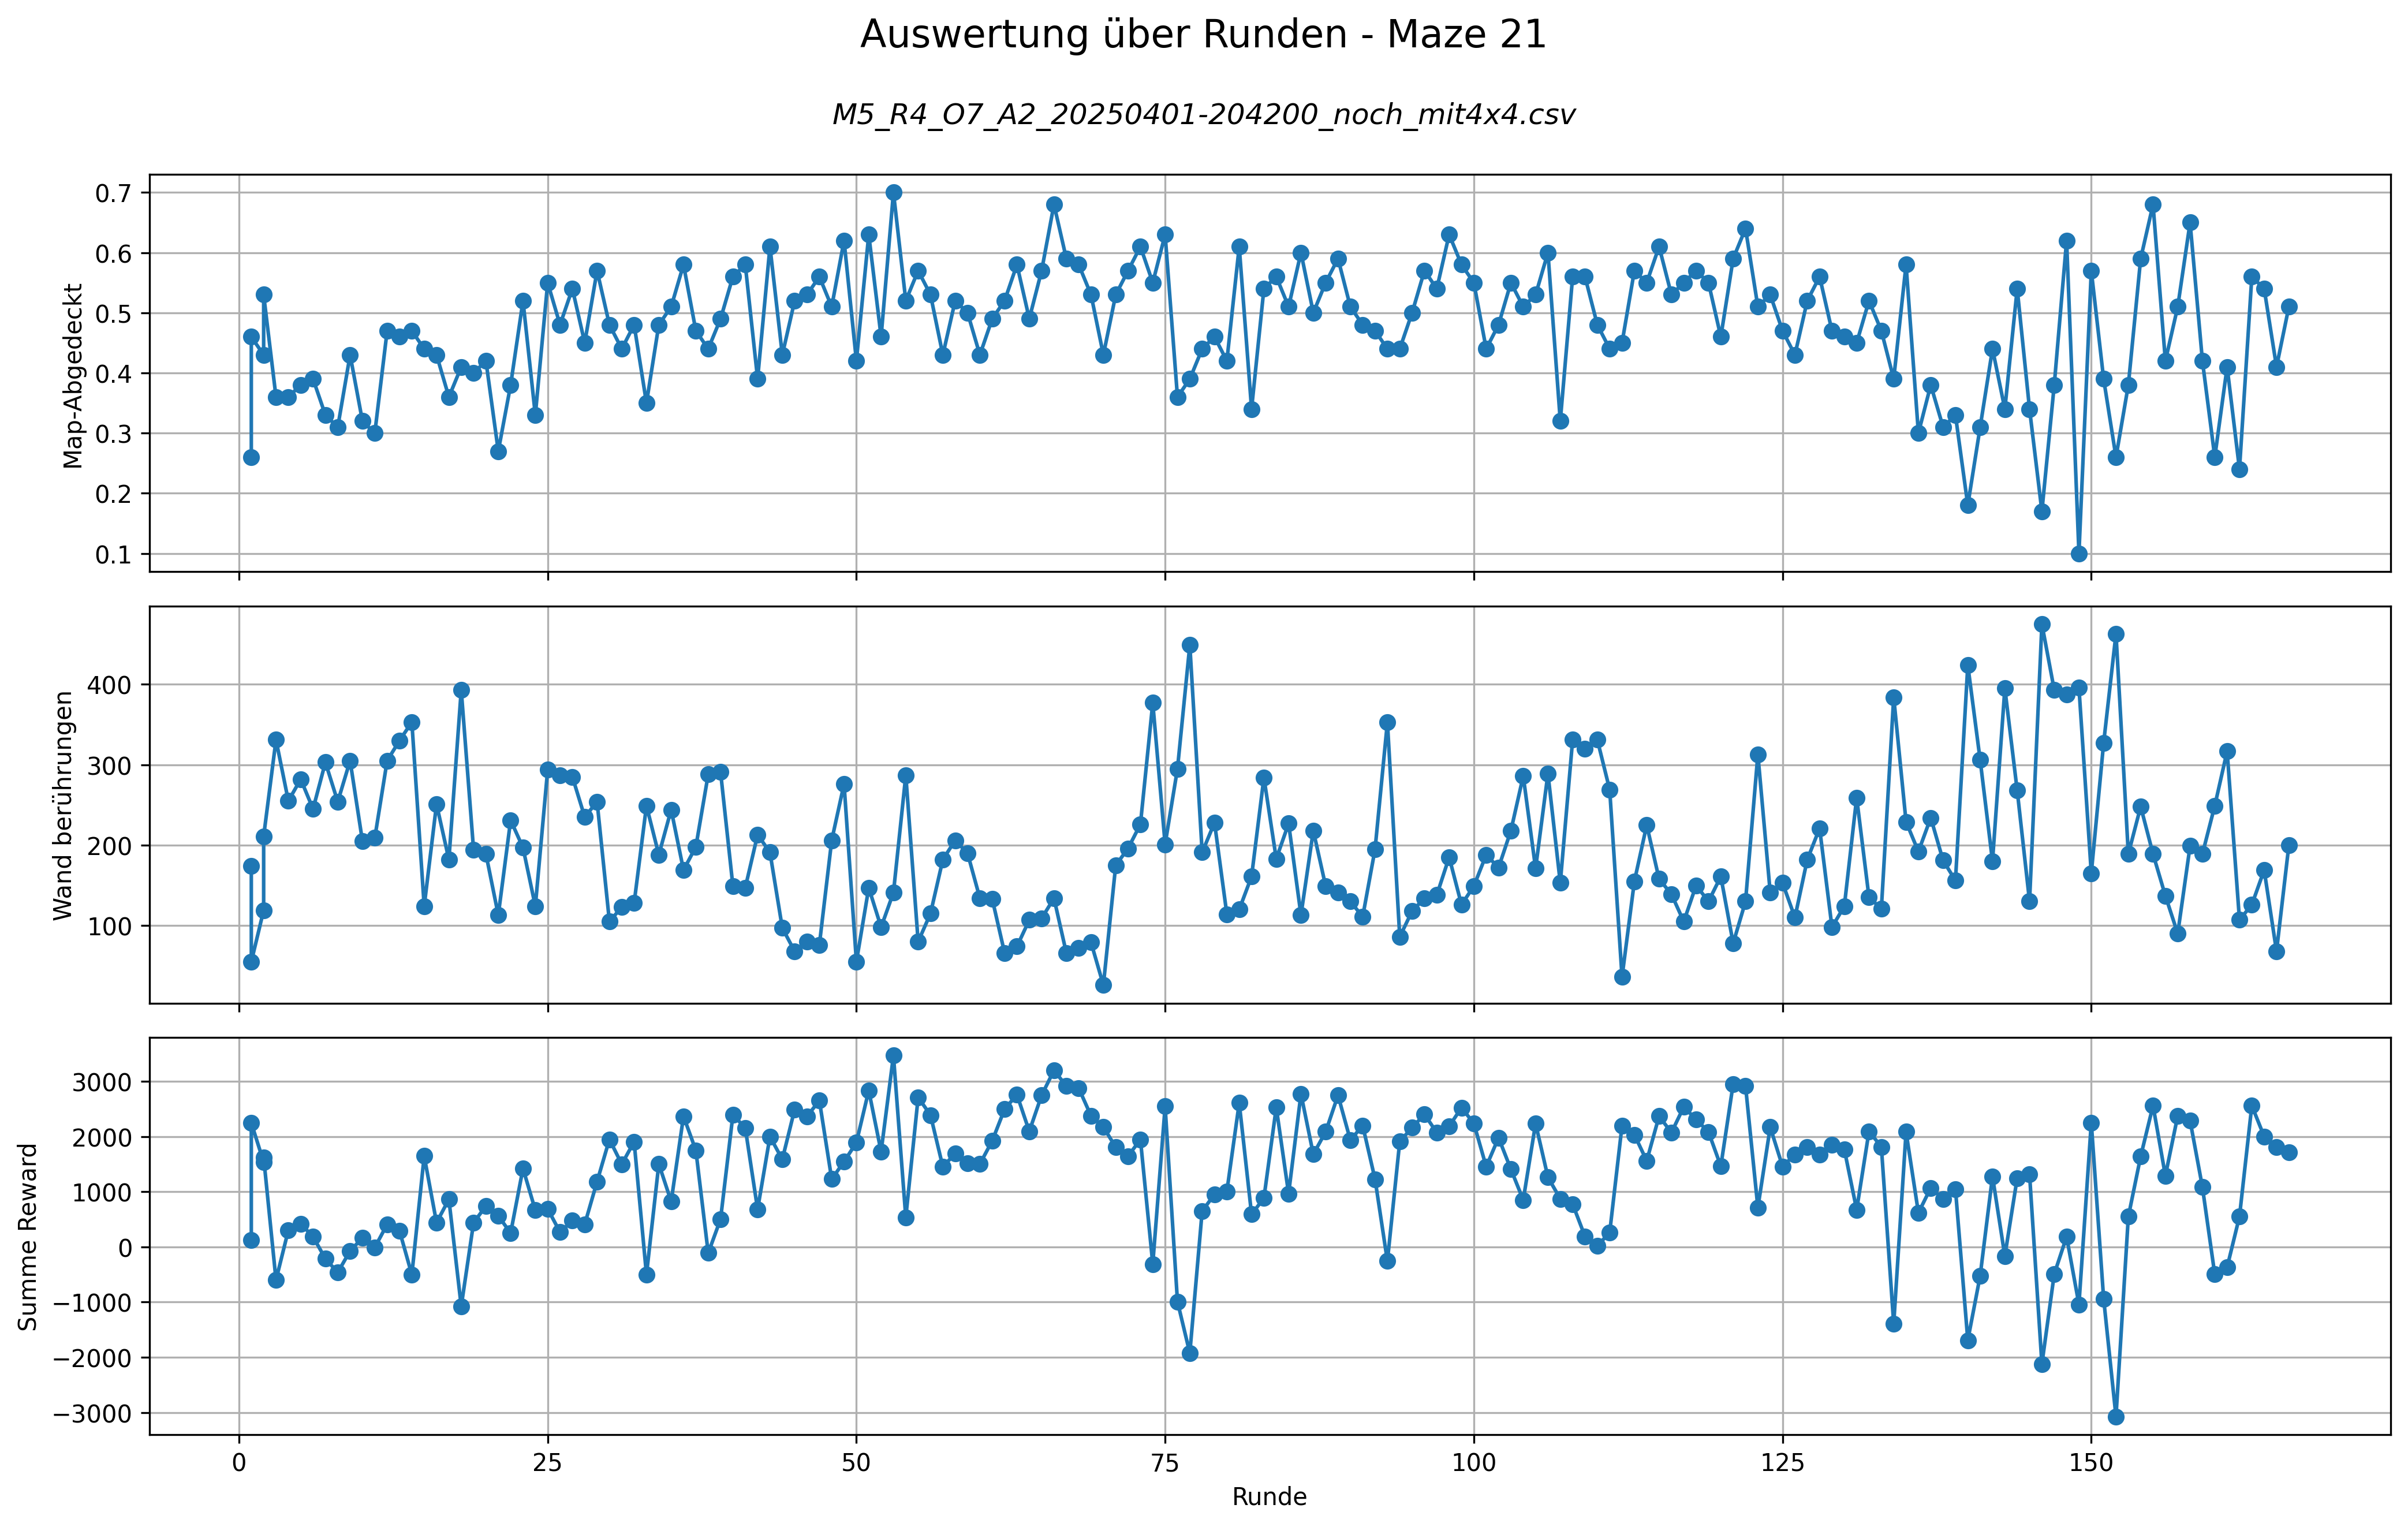 Auswertung über Runden - Maze 21
M5_R4_O7_A2_20250401-204200_noch_mit4x4.csv
Map-Abgedeckt
0.7
0.6
0.5
0.4
0.3
0.2
0.1
Wand berührungen
400
300
200
100
Summe Reward
3000
2000
1000
0
−1000
−2000
−3000
0 25 50 75 100 125 150
Runde